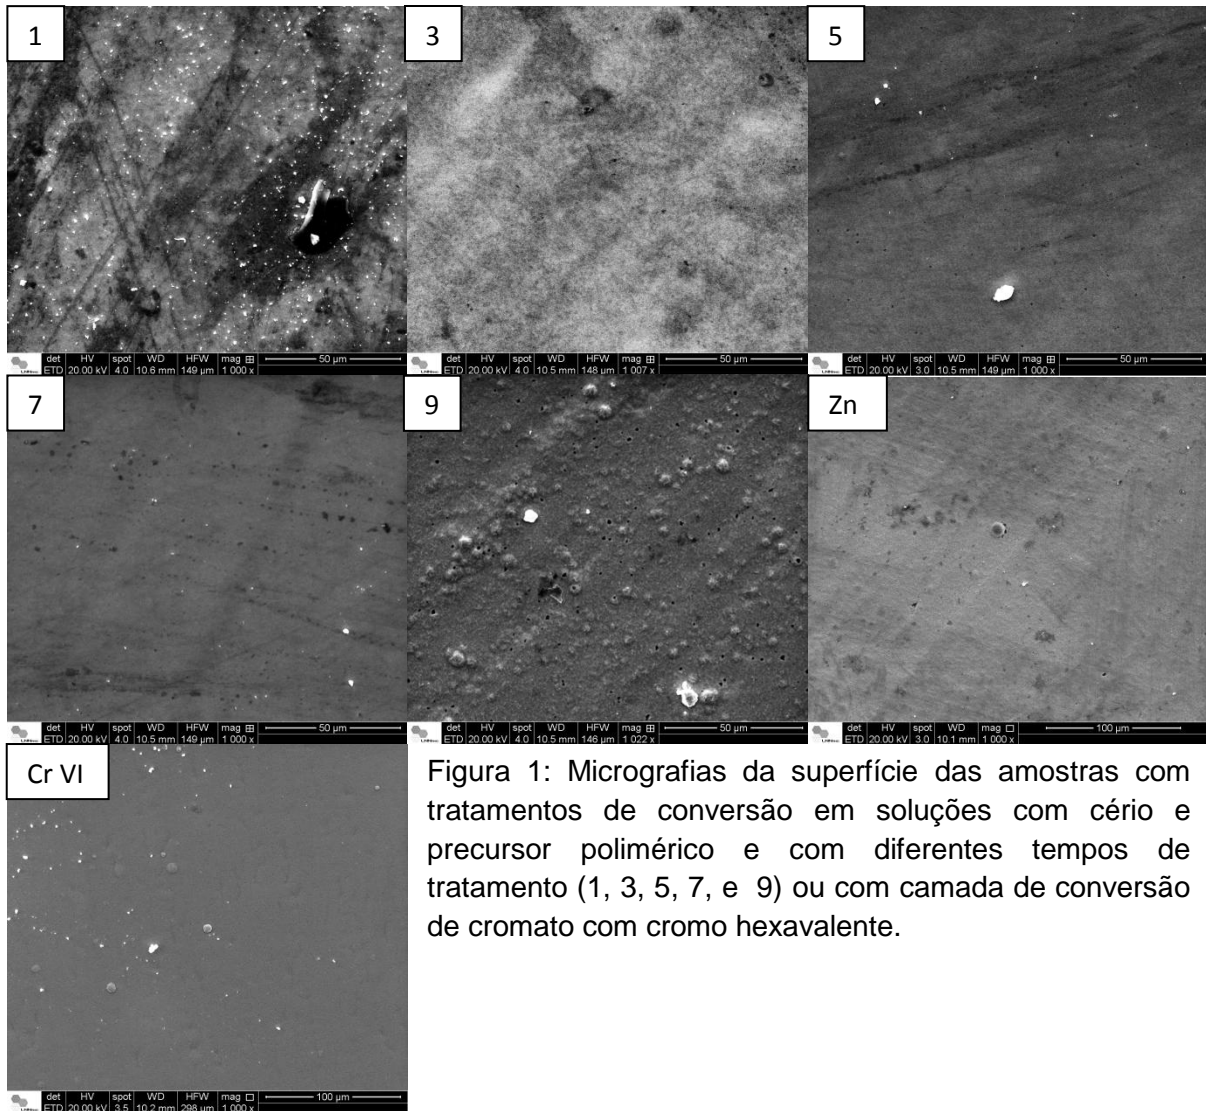 1
3
5
det HV spot WD HFW mag ⊞ 50 µm
ETD 20.00 kV 4.0 10.6 mm 149 µm 1 000 x
det HV spot WD HFW mag ⊞ 50 µm
ETD 20.00 kV 4.0 10.5 mm 148 µm 1 007 x
det HV spot WD HFW mag ⊞ 50 µm
ETD 20.00 kV 3.0 10.5 mm 149 µm 1 000 x
7
9
Zn
det HV spot WD HFW mag ⊞ 50 µm
ETD 20.00 kV 4.0 10.5 mm 149 µm 1 000 x
det HV spot WD HFW mag ⊞ 50 µm
ETD 20.00 kV 4.0 10.5 mm 146 µm 1 022 x
det HV spot WD mag □ 100 µm
ETD 20.00 kV 3.0 10.1 mm 1 000 x
Cr VI
det HV spot WD HFW mag □ 100 µm
ETD 20.00 kV 3.5 10.2 mm 298 µm 1 000 x
Figura 1: Micrografias da superfície das amostras com
tratamentos de conversão em soluções com cério e
precursor polimérico e com diferentes tempos de
tratamento (1, 3, 5, 7, e 9) ou com camada de conversão
de cromato com cromo hexavalente.